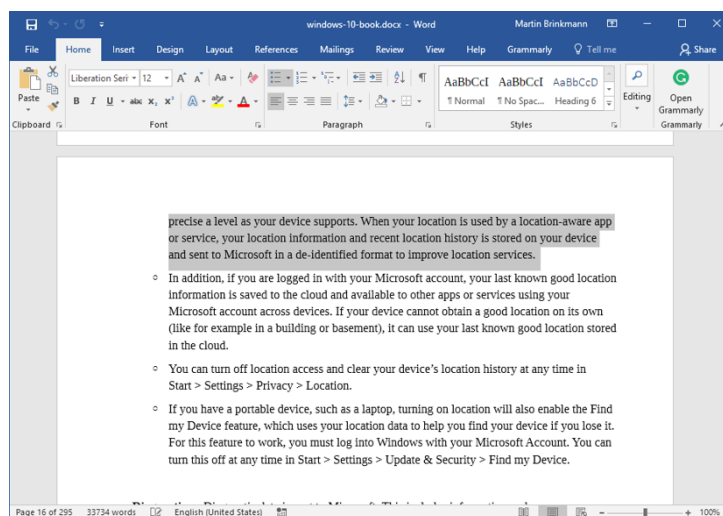 windows-10-book.docx - Word
Martin Brinkmann
File Home Insert Design Layout References Mailings Review View Help Grammarly Tell me Share
Paste
Liberation Seri 12
Aa
B I U abc X₂ X²
AaBbCcI AaBbCcI AaBbCcD
¶ Normal ¶ No Spac... Heading 6
Editing
Open
Grammarly
Clipboard Font Paragraph Styles Grammarly
precise a level as your device supports. When your location is used by a location-aware app
or service, your location information and recent location history is stored on your device
and sent to Microsoft in a de-identified format to improve location services.
In addition, if you are logged in with your Microsoft account, your last known good location
information is saved to the cloud and available to other apps or services using your
Microsoft account across devices. If your device cannot obtain a good location on its own
(like for example in a building or basement), it can use your last known good location stored
in the cloud.
You can turn off location access and clear your device's location history at any time in
Start > Settings > Privacy > Location.
If you have a portable device, such as a laptop, turning on location will also enable the Find
my Device feature, which uses your location data to help you find your device if you lose it.
For this feature to work, you must log into Windows with your Microsoft Account. You can
turn this off at any time in Start > Settings > Update & Security > Find my Device.
Page 16 of 295 33734 words English (United States) 100%